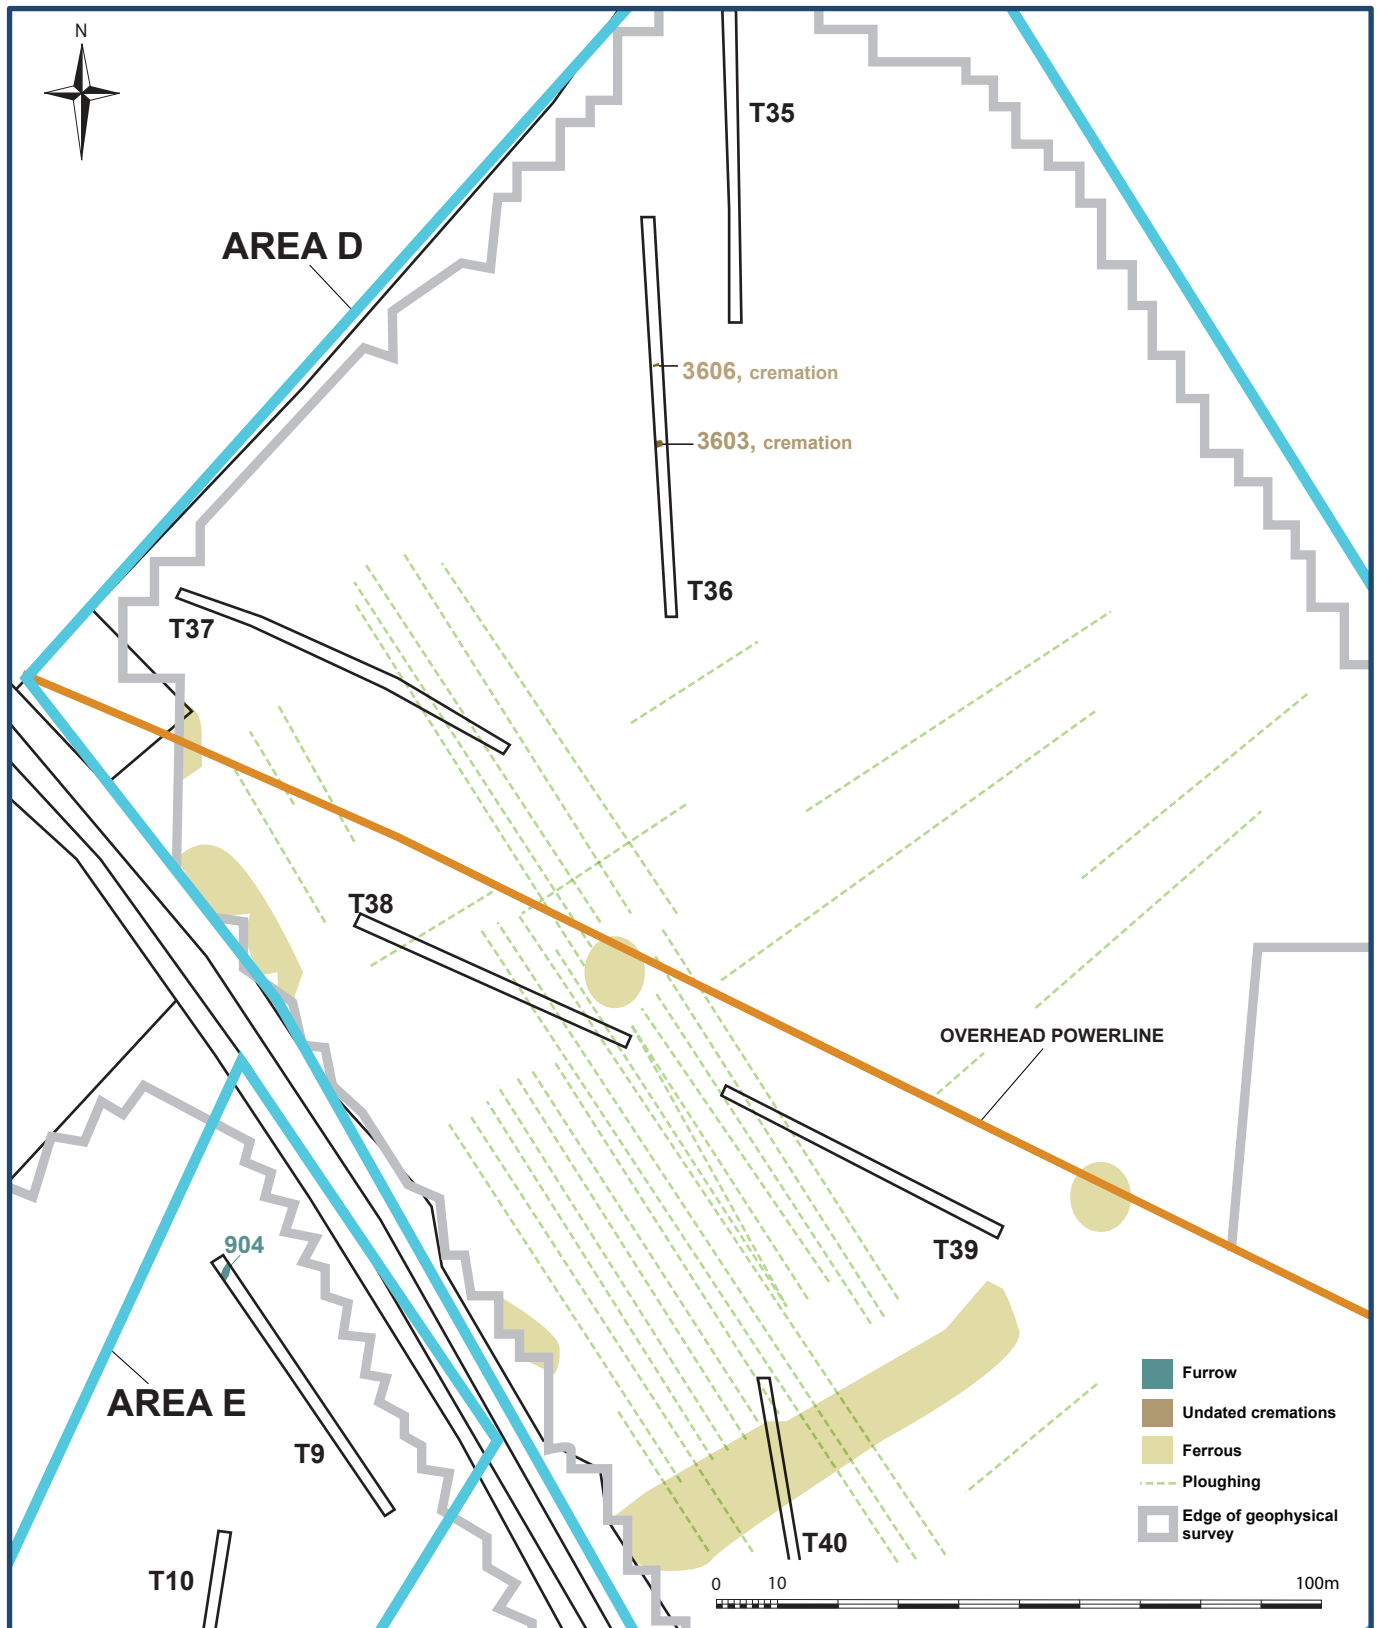 N
T35
AREA D
3606, cremation
3603, cremation
T36
T37
T38
OVERHEAD POWERLINE
T39
904
AREA E
T9
T40
T10
Furrow
Undated cremations
Ferrous
Ploughing
Edge of geophysical
survey
0 10 100m